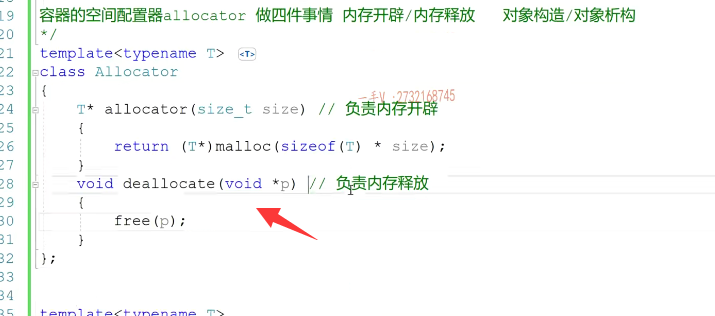 19 容器的空间配置器allocator 做四件事情 内存开辟/内存释放 对象构造/对象析构
20 */
21 template<typename T> <T>
22 class Allocator
23 {
一手V :2732168745
24 T* allocator(size_t size) // 负责内存开辟
25 {
26 return (T*)malloc(sizeof(T) * size);
27 }
28 void deallocate(void *p) // 负责内存释放
29 {
30 free(p);
31 }
32 };
33
34
35 template<typename T>